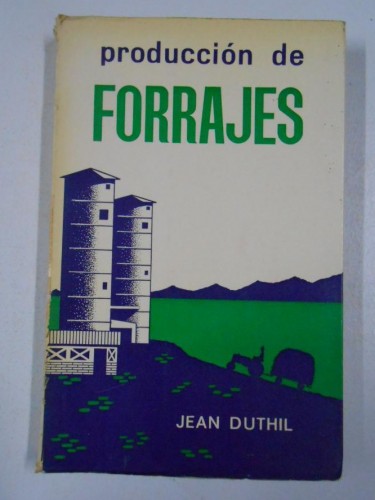 producción de
FORRAJES
JEAN DUTHIL